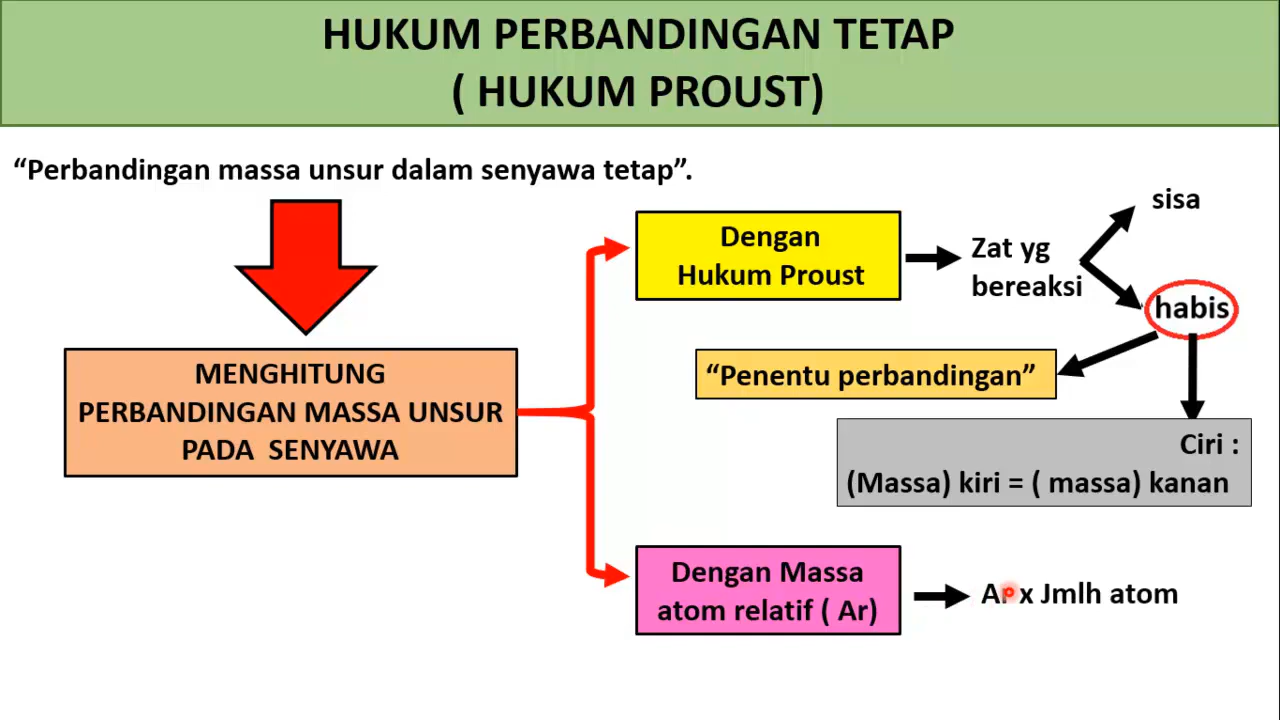 HUKUM PERBANDINGAN TETAP
( HUKUM PROUST)
“Perbandingan massa unsur dalam senyawa tetap”.
MENGHITUNG
PERBANDINGAN MASSA UNSUR
PADA SENYAWA
Dengan
Hukum Proust
Zat yg
bereaksi
sisa
habis
“Penentu perbandingan”
Ciri :
(Massa) kiri = ( massa) kanan
Dengan Massa
atom relatif ( Ar)
Ar x Jmlh atom